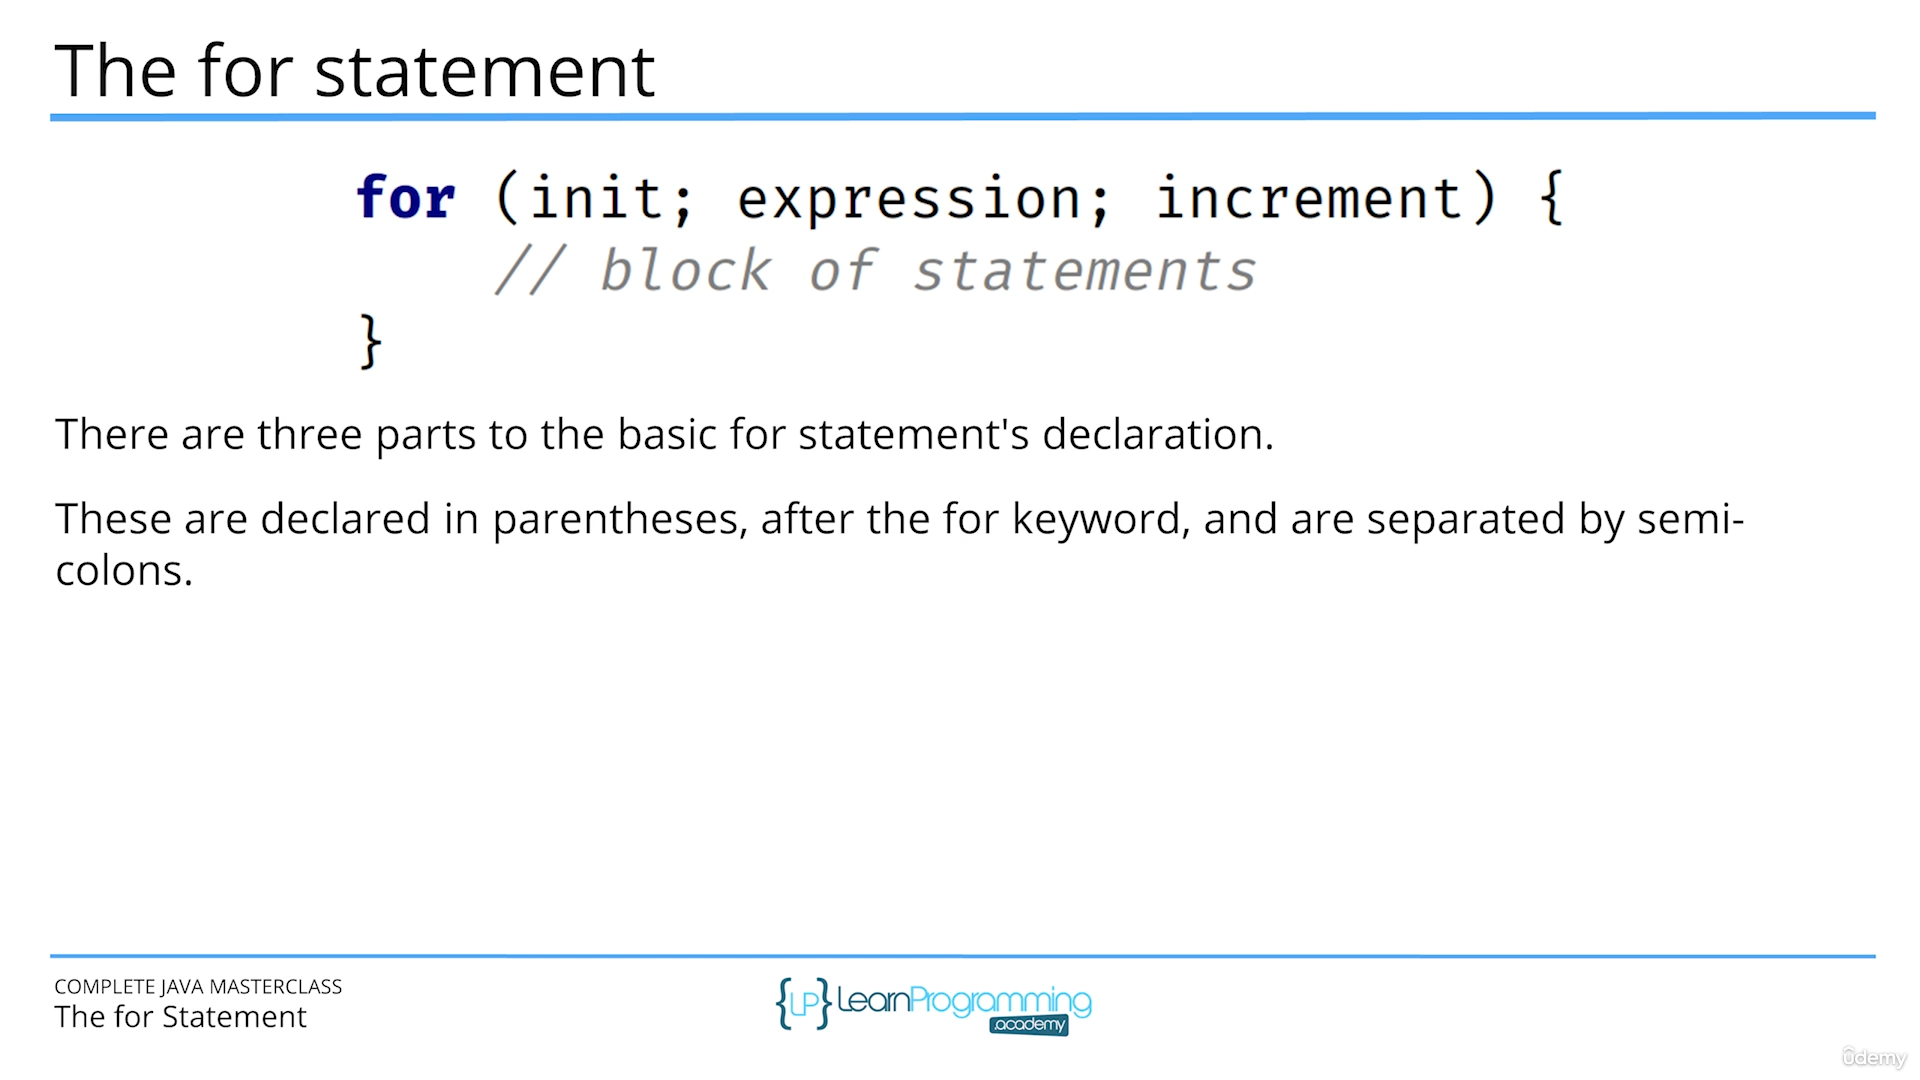 The for statement
for (init; expression; increment) {
// block of statements
}
There are three parts to the basic for statement's declaration.
These are declared in parentheses, after the for keyword, and are separated by semi-
colons.
COMPLETE JAVA MASTERCLASS
The for Statement
{LP} LearnProgramming
.academy
ûdemy